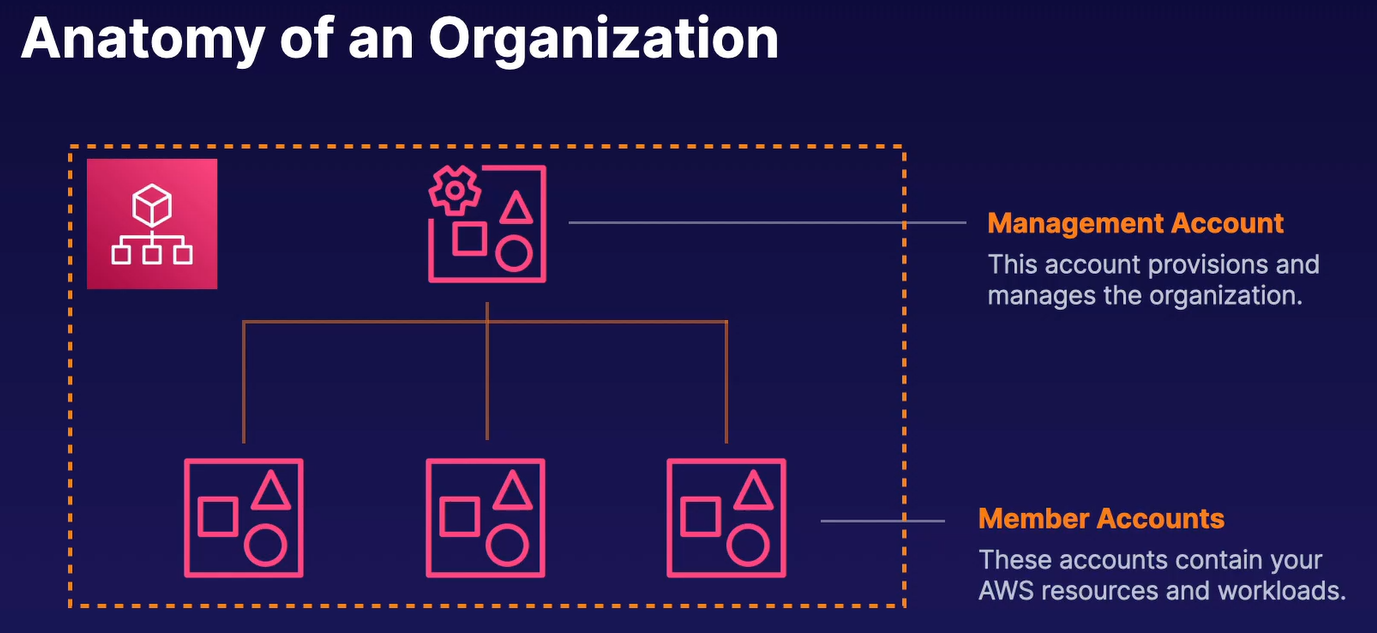 Anatomy of an Organization
Management Account
This account provisions and
manages the organization.
Member Accounts
These accounts contain your
AWS resources and workloads.